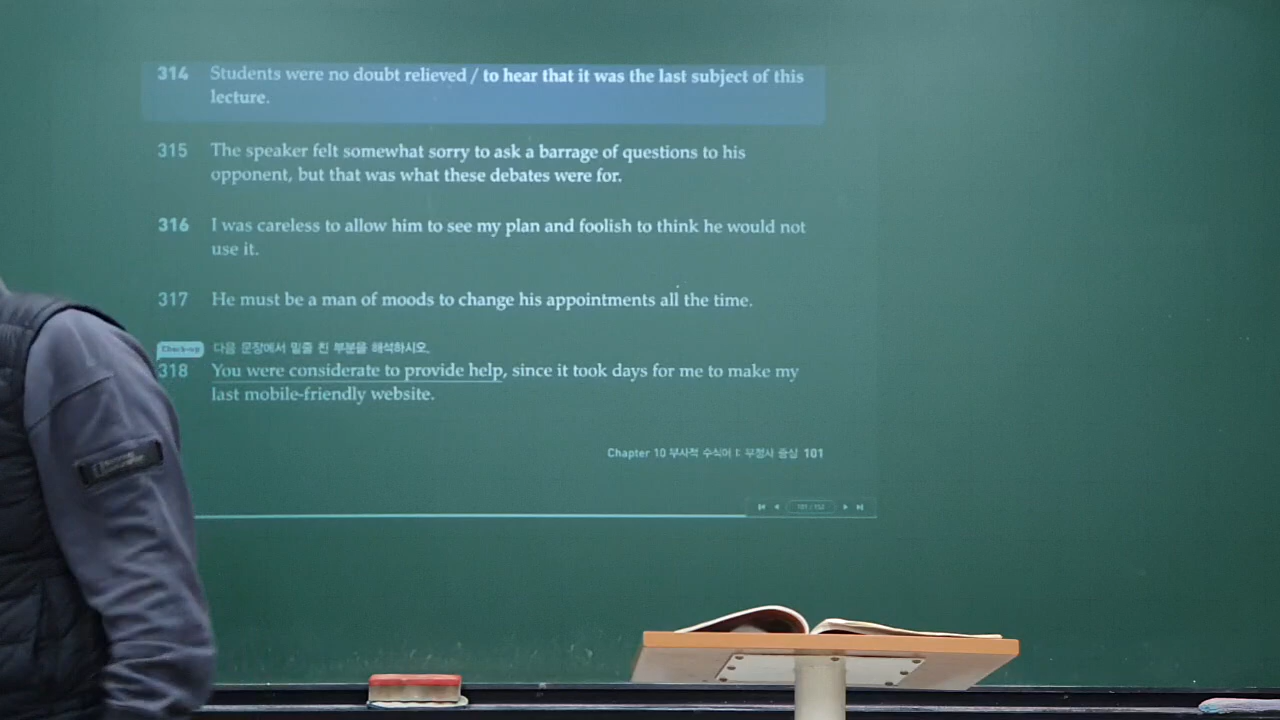 314 Students were no doubt relieved / to hear that it was the last subject of this
lecture.
315 The speaker felt somewhat sorry to ask a barrage of questions to his
opponent, but that was what these debates were for.
316 I was careless to allow him to see my plan and foolish to think he would not
use it.
317 He must be a man of moods to change his appointments all the time.
Check-up 다음 문장에서 밑줄 친 부분을 해석하시오.
318 You were considerate to provide help, since it took days for me to make my
last mobile-friendly website.
Chapter 10 부사적 수식어 I: 부정사 중심 101
101 / 152